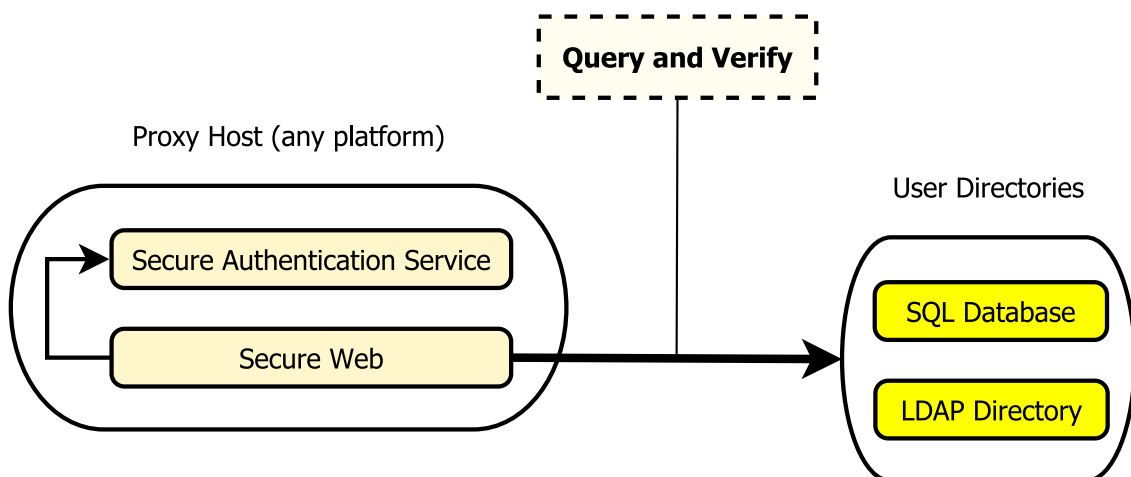 Query and Verify
Proxy Host (any platform)
User Directories
Secure Authentication Service
SQL Database
Secure Web
LDAP Directory